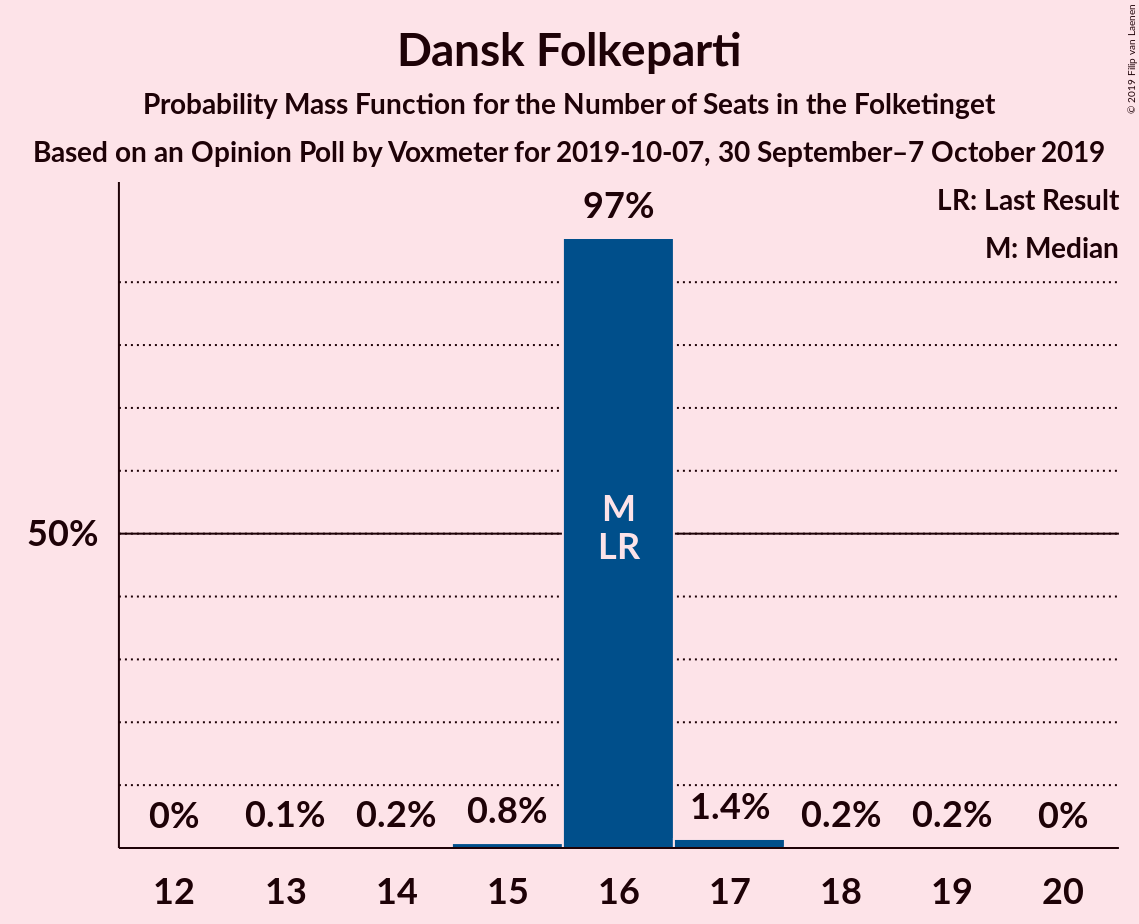 Dansk Folkeparti
Probability Mass Function for the Number of Seats in the Folketinget
Based on an Opinion Poll by Voxmeter for 2019-10-07, 30 September–7 October 2019
© 2019 Filip van Laenen
LR: Last Result
M: Median
97%
50%
M
LR
0%
0.1%
0.2%
0.8%
1.4%
0.2%
0.2%
0%
12
13
14
15
16
17
18
19
20